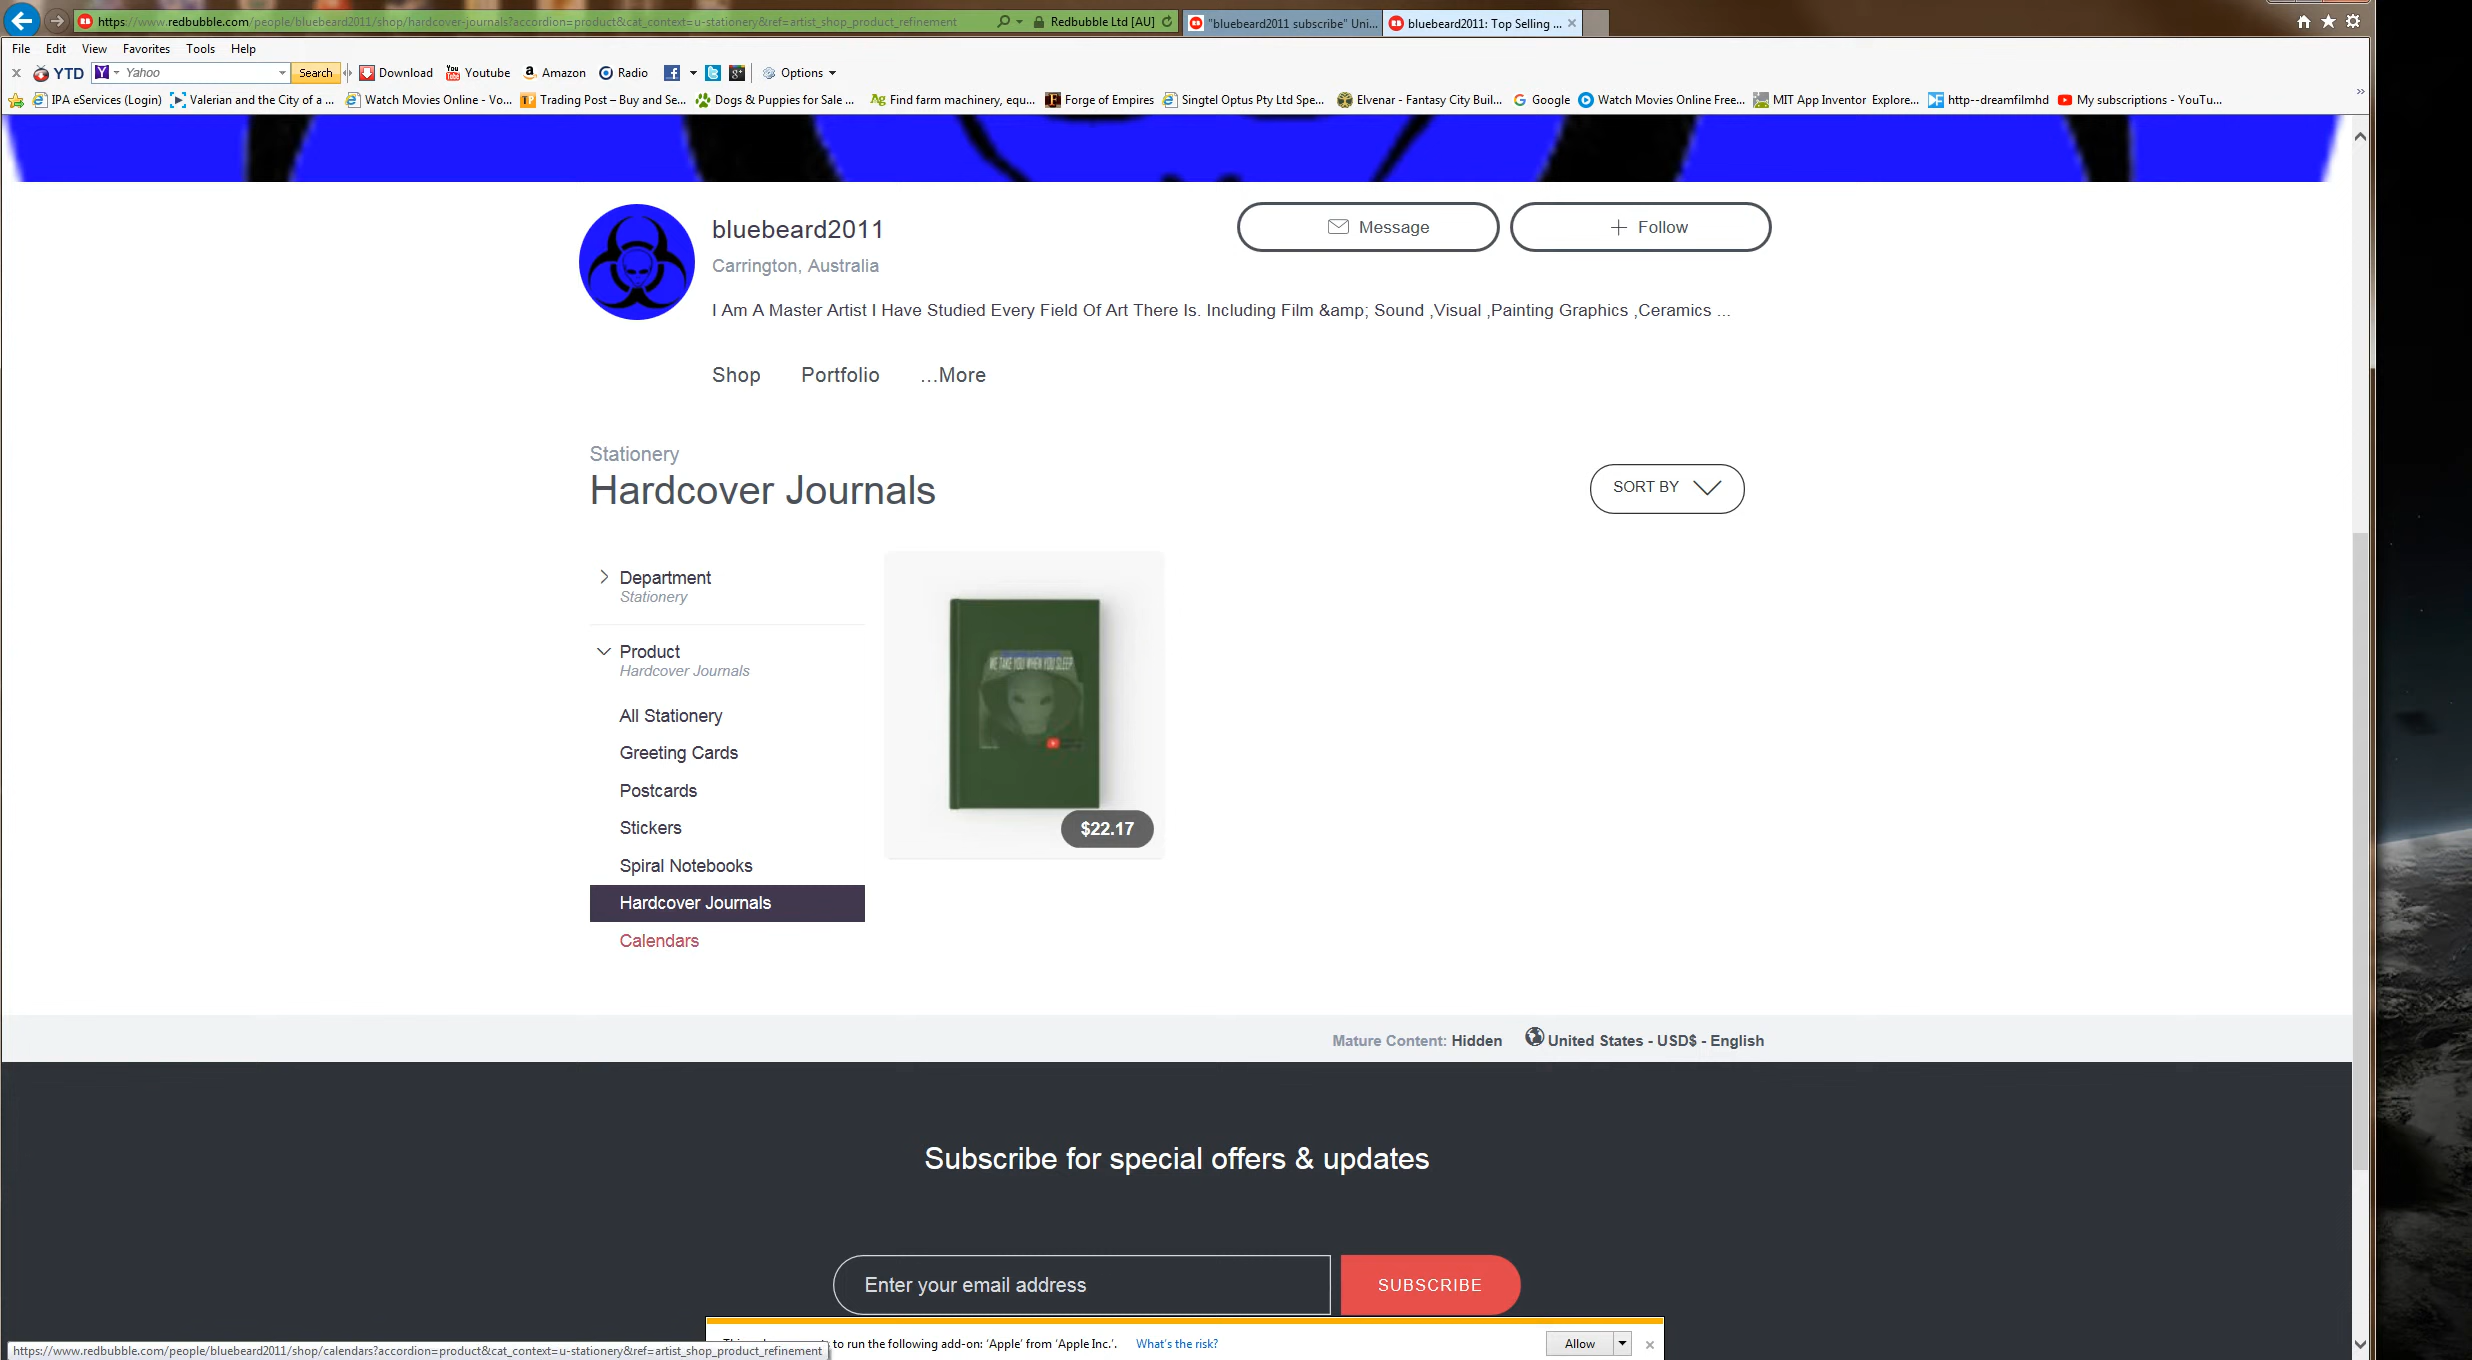 https://www.redbubble.com/people/bluebeard2011/shop/hardcover-journals?accordion=product&cat_context=u-stationery&ref=artist_shop_product_refinement
Redbubble Ltd [AU]
"bluebeard2011 subscribe" Uni...
bluebeard2011: Top Selling ...
File Edit View Favorites Tools Help
YTD Yahoo Search Download Youtube Amazon Radio Options
IPA eServices (Login) Valerian and the City of a ... Watch Movies Online - Vo... Trading Post – Buy and Se... Dogs & Puppies for Sale ... Find farm machinery, equ... Forge of Empires Singtel Optus Pty Ltd Spe... Elvenar - Fantasy City Buil... Google Watch Movies Online Free... MIT App Inventor Explore... http--dreamfilmhd My subscriptions - YouTu...
bluebeard2011
Message
Follow
Carrington, Australia
I Am A Master Artist I Have Studied Every Field Of Art There Is. Including Film &amp; Sound ,Visual ,Painting Graphics ,Ceramics ...
Shop Portfolio ...More
Stationery
Hardcover Journals
SORT BY
Department
Stationery
Product
Hardcover Journals
All Stationery
Greeting Cards
Postcards
Stickers
Spiral Notebooks
Hardcover Journals
Calendars
WE TAKE YOU WHEN YOU SLEEP
$22.17
Mature Content: Hidden United States - USD$ - English
Subscribe for special offers & updates
Enter your email address
SUBSCRIBE
to run the following add-on: 'Apple' from 'Apple Inc.'. What's the risk? Allow
https://www.redbubble.com/people/bluebeard2011/shop/calendars?accordion=product&cat_context=u-stationery&ref=artist_shop_product_refinement